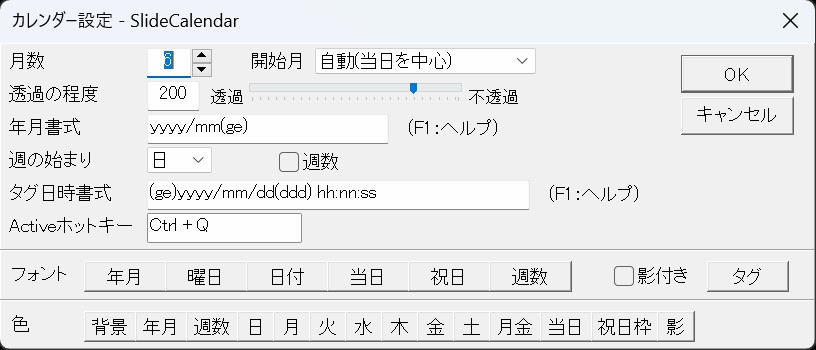 カレンダー設定 - SlideCalendar
月数 6 開始月 自動(当日を中心) OK
透過の程度 200 透過 不透過 キャンセル
年月書式 yyyy/mm(ge) (F1:ヘルプ)
週の始まり 日 週数
タグ日時書式 (ge)yyyy/mm/dd(ddd) hh:nn:ss (F1:ヘルプ)
Activeホットキー Ctrl + Q
フォント 年月 曜日 日付 当日 祝日 週数 影付き タグ
色 背景 年月 週数 日 月 火 水 木 金 土 月金 当日 祝日枠 影